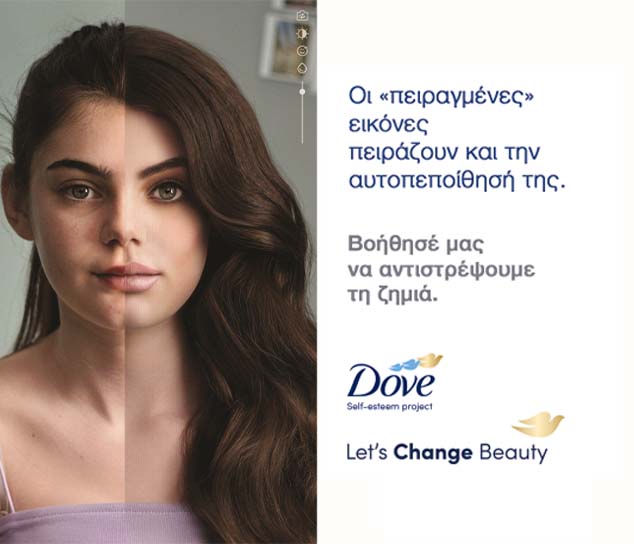 Οι «πειραγμένες»
εικόνες
πειράζουν και την
αυτοπεποίθησή της.
Βοήθησέ μας
να αντιστρέψουμε
τη ζημιά.
Dove
Self-esteem project
Let's Change Beauty